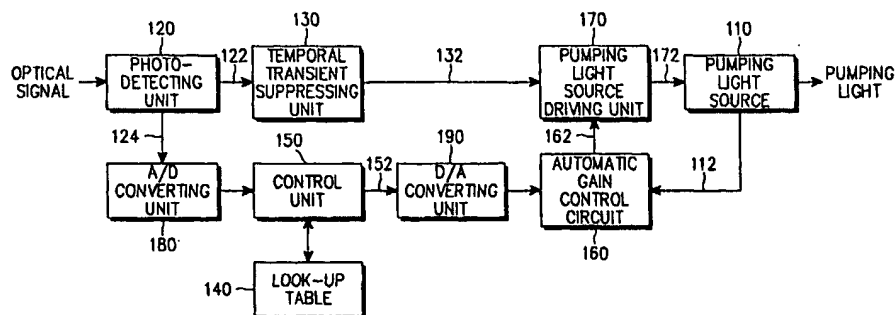 120
130
170
110
OPTICAL
SIGNAL
PHOTO-
DETECTING
UNIT
122
TEMPORAL
TRANSIENT
SUPPRESSING
UNIT
132
PUMPING
LIGHT
SOURCE
DRIVING UNIT
172
PUMPING
LIGHT
SOURCE
PUMPING
LIGHT
124
150
190
162
112
A/D
CONVERTING
UNIT
CONTROL
UNIT
152
D/A
CONVERTING
UNIT
AUTOMATIC
GAIN
CONTROL
CIRCUIT
180
160
140
LOOK-UP
TABLE